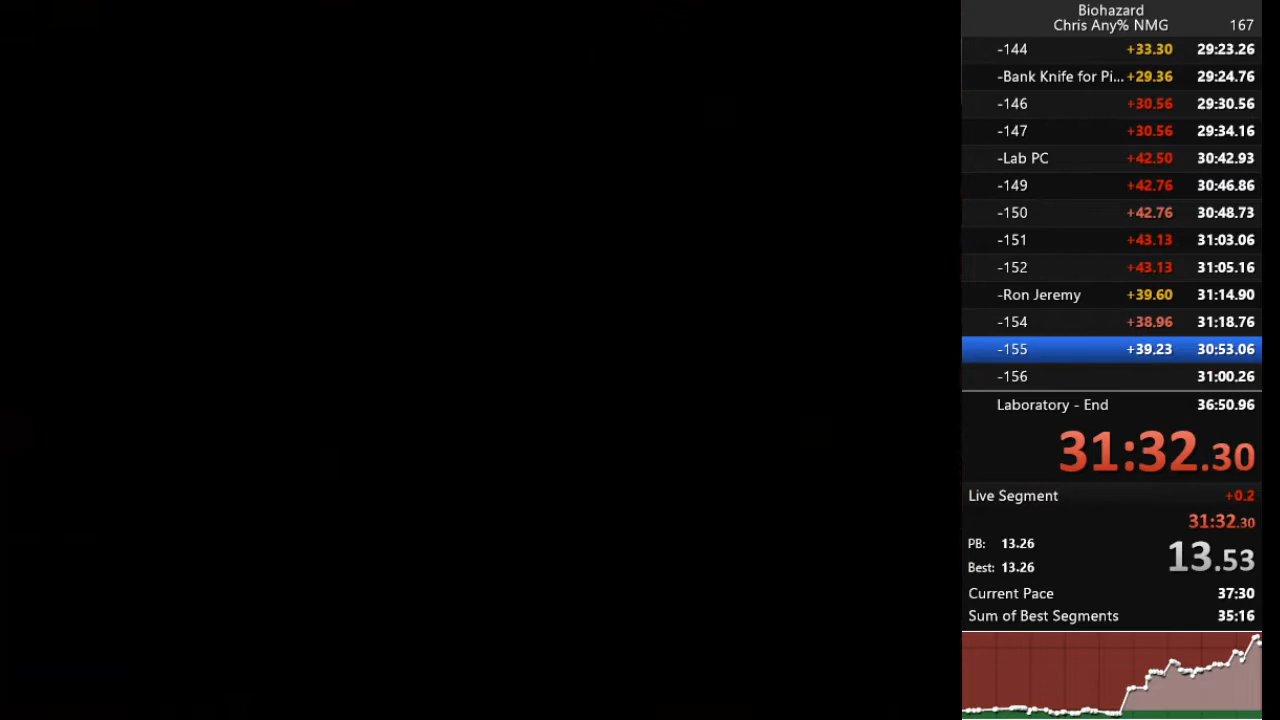 Biohazard
Chris Any% NMG 167
-144 +33.30 29:23.26
-Bank Knife for Pi... +29.36 29:24.76
-146 +30.56 29:30.56
-147 +30.56 29:34.16
-Lab PC +42.50 30:42.93
-149 +42.76 30:46.86
-150 +42.76 30:48.73
-151 +43.13 31:03.06
-152 +43.13 31:05.16
-Ron Jeremy +39.60 31:14.90
-154 +38.96 31:18.76
-155 +39.23 30:53.06
-156 31:00.26
Laboratory - End 36:50.96
31:32.30
Live Segment +0.2
31:32.30
PB: 13.26
13.53
Best: 13.26
Current Pace 37:30
Sum of Best Segments 35:16